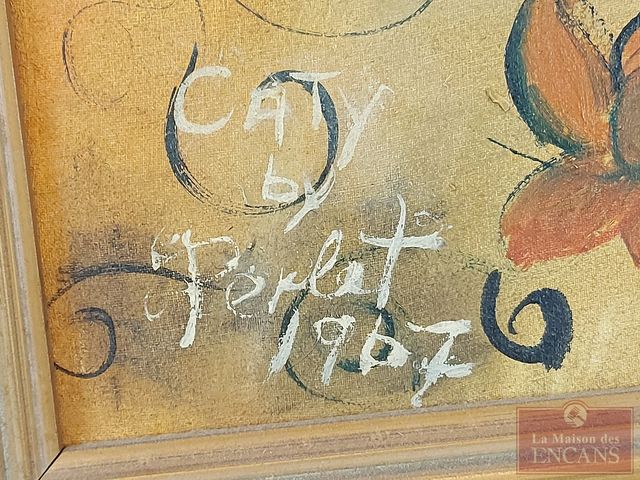 CATy
by
Perlat
1967
La Maison des
ENCANS